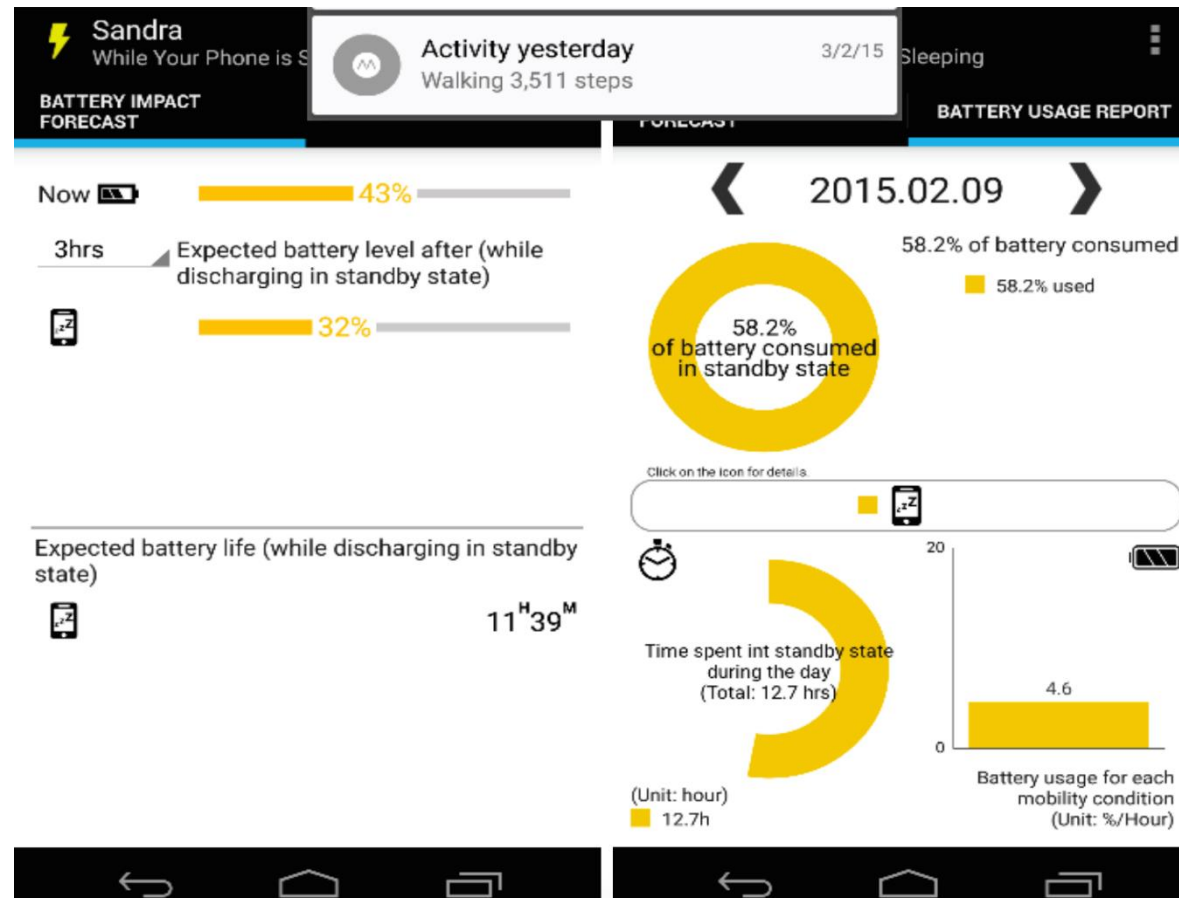 Sandra
While Your Phone is S
BATTERY IMPACT
FORECAST
Activity yesterday
3/2/15
Walking 3,511 steps
Sleeping
BATTERY USAGE REPORT
FORECAST
Now
43%
3hrs
Expected battery level after (while
discharging in standby state)
32%
Expected battery life (while discharging in standby
state)
11H39M
2015.02.09
58.2% of battery consumed
58.2% used
58.2%
of battery consumed
in standby state
Click on the icon for details.
Time spent int standby state
during the day
(Total: 12.7 hrs)
(Unit: hour)
12.7h
20
4.6
0
Battery usage for each
mobility condition
(Unit: %/Hour)